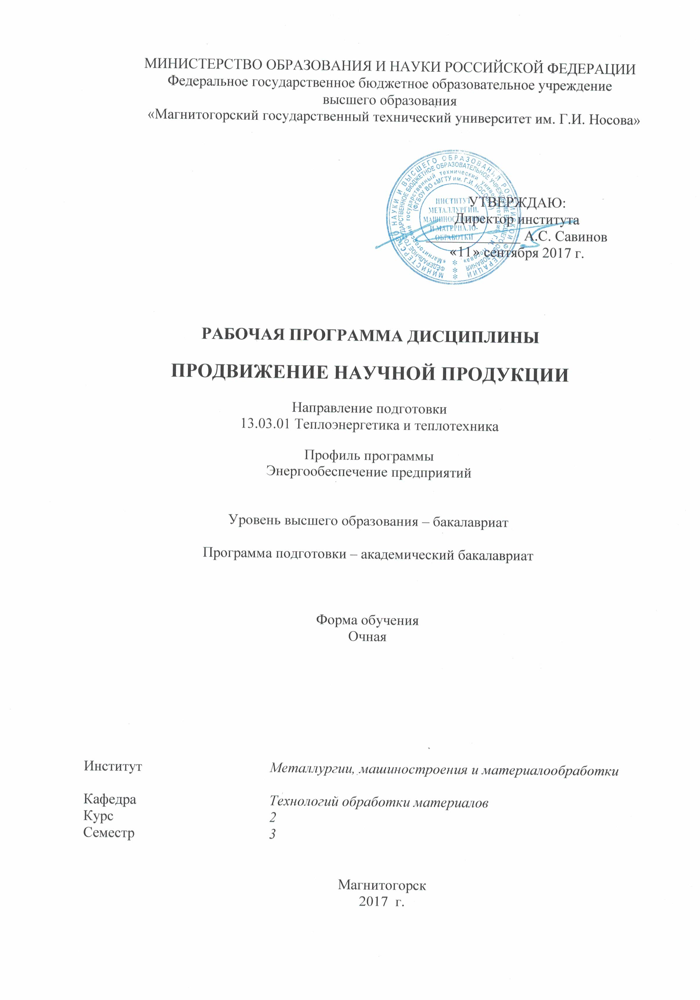 МИНИСТЕРСТВО ОБРАЗОВАНИЯ И НАУКИ РОССИЙСКОЙ ФЕДЕРАЦИИ
Федеральное государственное бюджетное образовательное учреждение
высшего образования
«Магнитогорский государственный технический университет им. Г.И. Носова»
МИНИСТЕРСТВО НАУКИ И ВЫСШЕГО ОБРАЗОВАНИЯ РОССИЙСКОЙ ФЕДЕРАЦИИ
ФЕДЕРАЛЬНОЕ ГОСУДАРСТВЕННОЕ БЮДЖЕТНОЕ ОБРАЗОВАТЕЛЬНОЕ УЧРЕЖДЕНИЕ ВЫСШЕГО ОБРАЗОВАНИЯ
«Магнитогорский государственный технический университет им. Г.И. Носова»
(ФГБОУ ВО «МГТУ им. Г.И. НОСОВА»)
ИНСТИТУТ
МЕТАЛЛУРГИИ,
МАШИНОСТРОЕНИЯ
И МАТЕРИАЛО-
ОБРАБОТКИ
УТВЕРЖДАЮ:
Директор института
А.С. Савинов
«11» сентября 2017 г.
РАБОЧАЯ ПРОГРАММА ДИСЦИПЛИНЫ
ПРОДВИЖЕНИЕ НАУЧНОЙ ПРОДУКЦИИ
Направление подготовки
13.03.01 Теплоэнергетика и теплотехника
Профиль программы
Энергообеспечение предприятий
Уровень высшего образования – бакалавриат
Программа подготовки – академический бакалавриат
Форма обучения
Очная
Институт Металлургии, машиностроения и материалообработки
Кафедра Технологий обработки материалов
Курс 2
Семестр 3
Магнитогорск
2017 г.